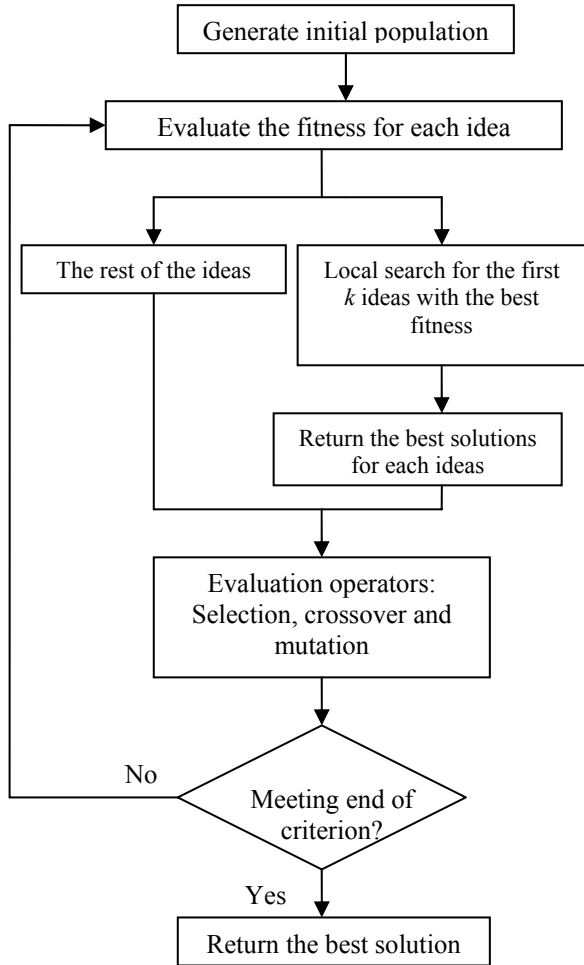 Generate initial population
Evaluate the fitness for each idea
The rest of the ideas
Local search for the first
k ideas with the best
fitness
Return the best solutions
for each ideas
Evaluation operators:
Selection, crossover and
mutation
No
Meeting end of
criterion?
Yes
Return the best solution